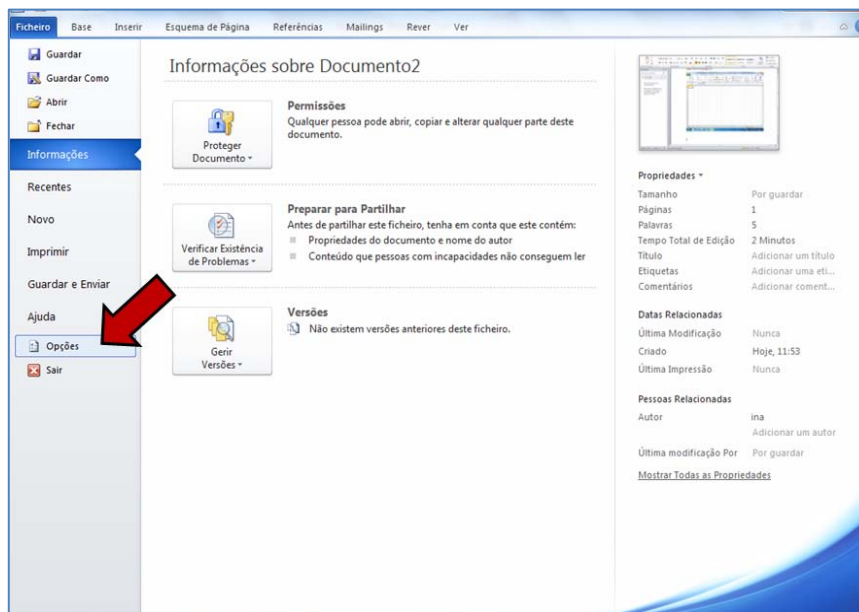 Ficheiro Base Inserir Esquema de Página Referências Mailings Rever Ver
Guardar
Guardar Como
Abrir
Fechar
Informações
Recentes
Novo
Imprimir
Guardar e Enviar
Ajuda
Opções
Sair
Informações sobre Documento2
Proteger
Documento
Permissões
Qualquer pessoa pode abrir, copiar e alterar qualquer parte deste
documento.
Verificar Existência
de Problemas
Preparar para Partilhar
Antes de partilhar este ficheiro, tenha em conta que este contém:
Propriedades do documento e nome do autor
Conteúdo que pessoas com incapacidades não conseguem ler
Gerir
Versões
Versões
Não existem versões anteriores deste ficheiro.
Propriedades
Tamanho Por guardar
Páginas 1
Palavras 5
Tempo Total de Edição 2 Minutos
Título Adicionar um título
Etiquetas Adicionar uma eti...
Comentários Adicionar coment...
Datas Relacionadas
Última Modificação Nunca
Criado Hoje, 11:53
Última Impressão Nunca
Pessoas Relacionadas
Autor ina
Adicionar um autor
Última modificação Por Por guardar
Mostrar Todas as Propriedades